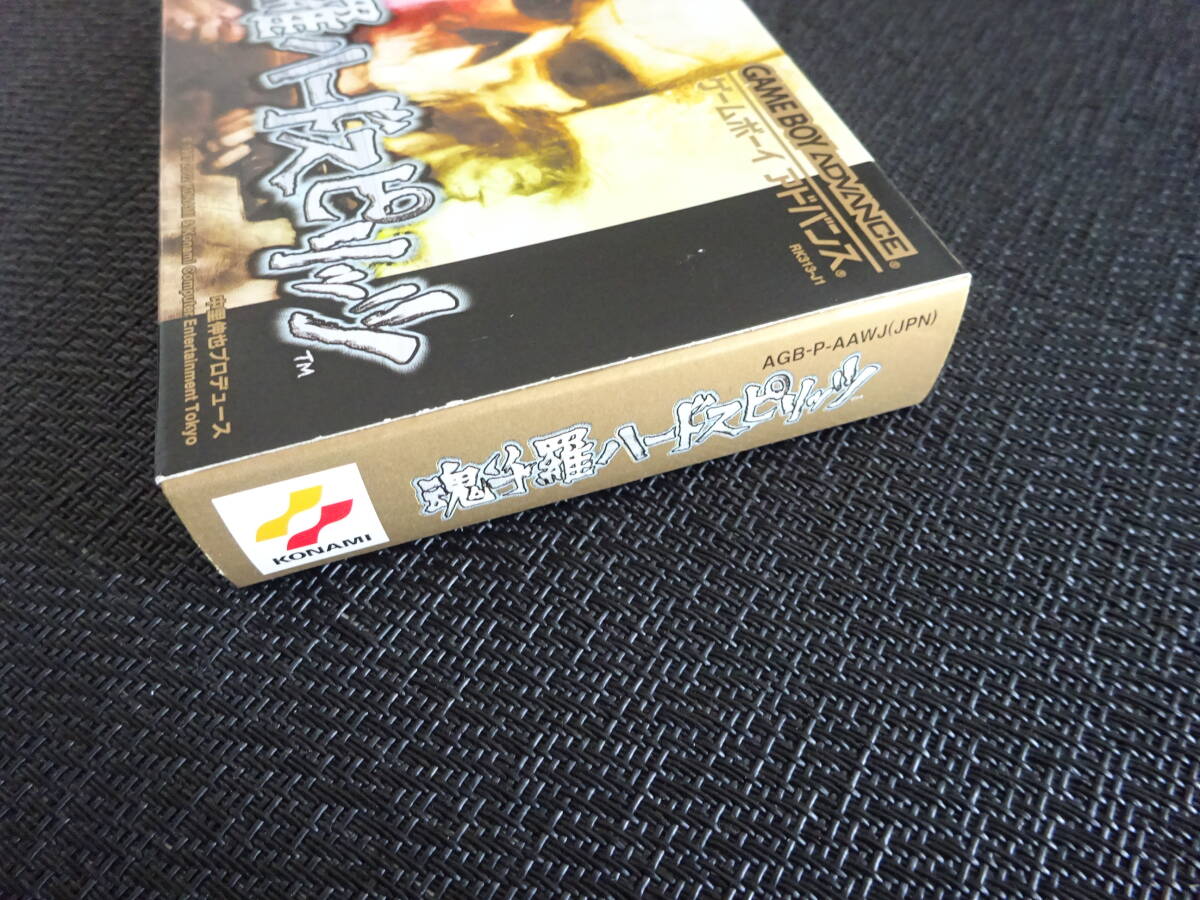 GAME BOY ADVANCE
ゲームボーイ アドバンス®
RK313-J1
羅ハードスピリッツ
TM
中里伸也プロデュース
Konami Computer Entertainment Tokyo
AGB-P-AAWJ(JPN)
魂斗羅ハードスピリッツ
KONAMI